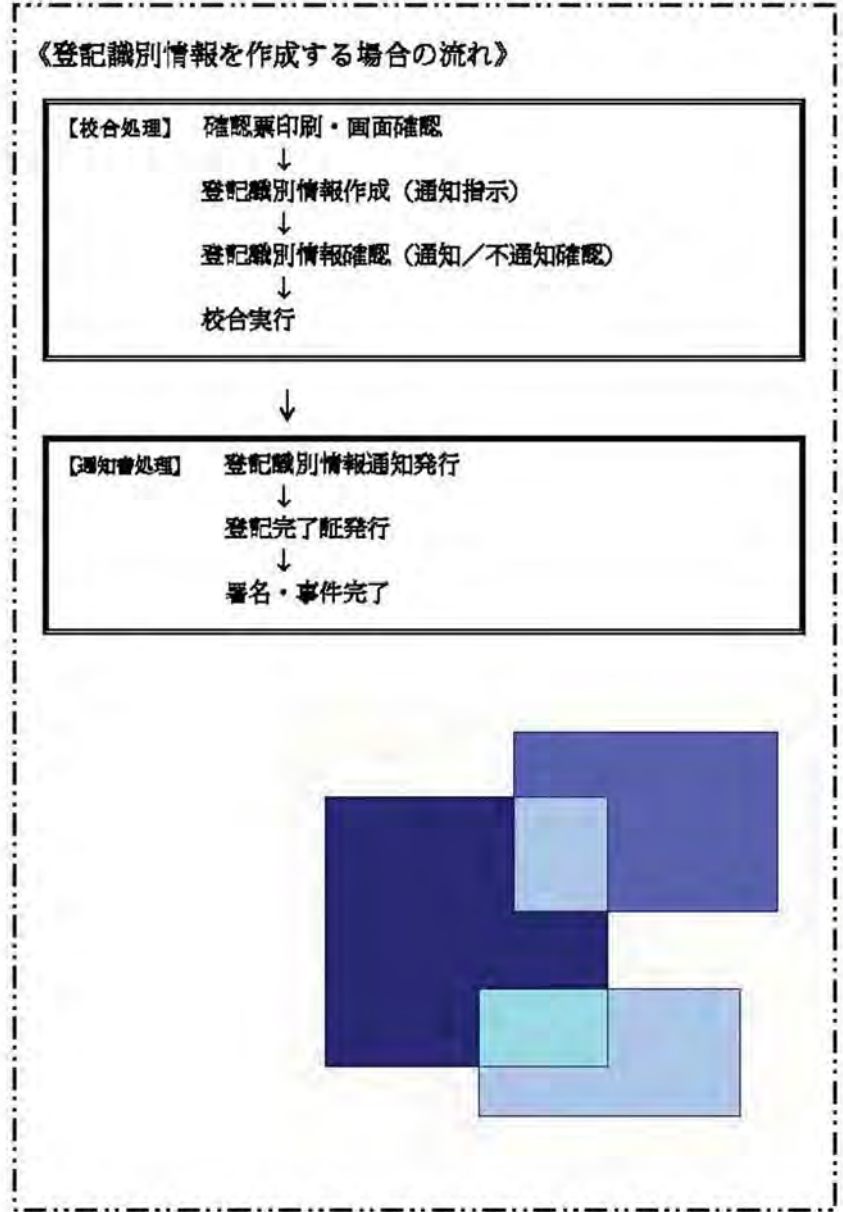 《登記識別情報を作成する場合の流れ》
【校合処理】 確認票印刷・画面確認
↓
登記識別情報作成（通知指示）
↓
登記識別情報確認（通知／不通知確認）
↓
校合実行
↓
【通知書処理】 登記識別情報通知発行
↓
登記完了証発行
↓
署名・事件完了